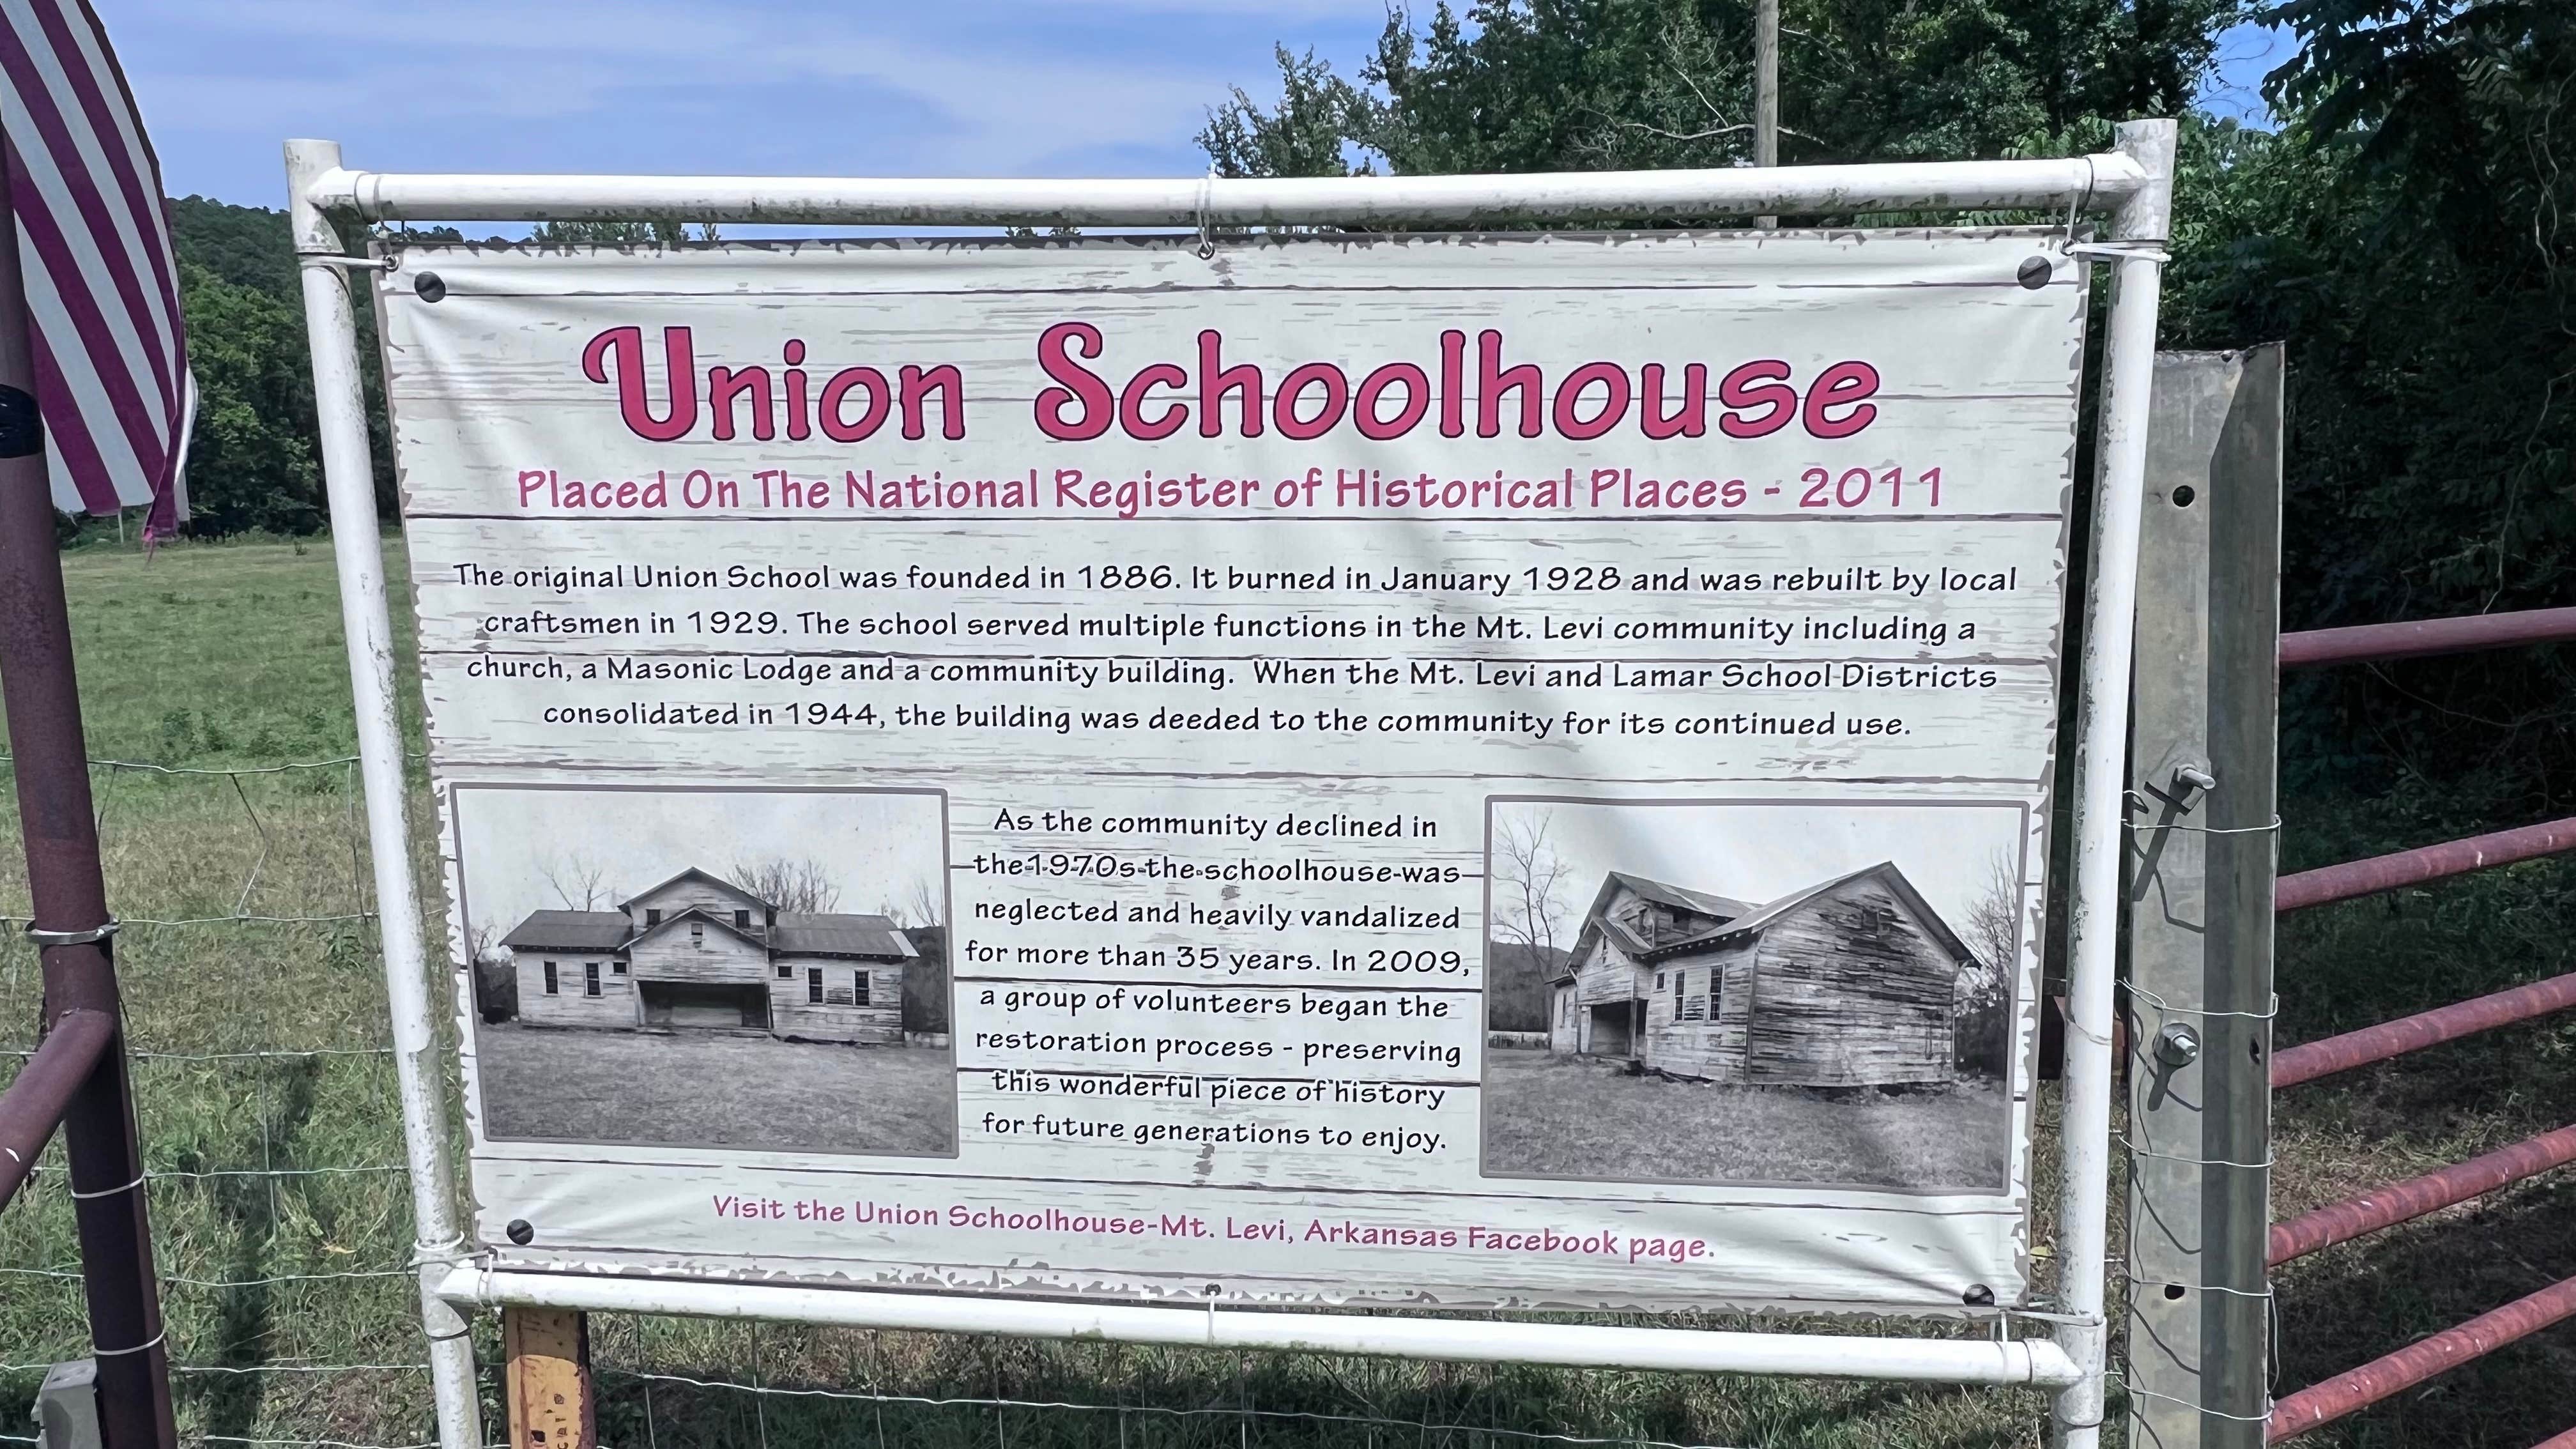 Union Schoolhouse
Placed On The National Register of Historical Places - 2011
The original Union School was founded in 1886. It burned in January 1928 and was rebuilt by local
craftsmen in 1929. The school served multiple functions in the Mt. Levi community including a
church, a Masonic Lodge and a community building. When the Mt. Levi and Lamar School Districts
consolidated in 1944, the building was deeded to the community for its continued use.
As the community declined in
the 1970s the schoolhouse was
neglected and heavily vandalized
for more than 35 years. In 2009,
a group of volunteers began the
restoration process - preserving
this wonderful piece of history
for future generations to enjoy.
Visit the Union Schoolhouse-Mt. Levi, Arkansas Facebook page.